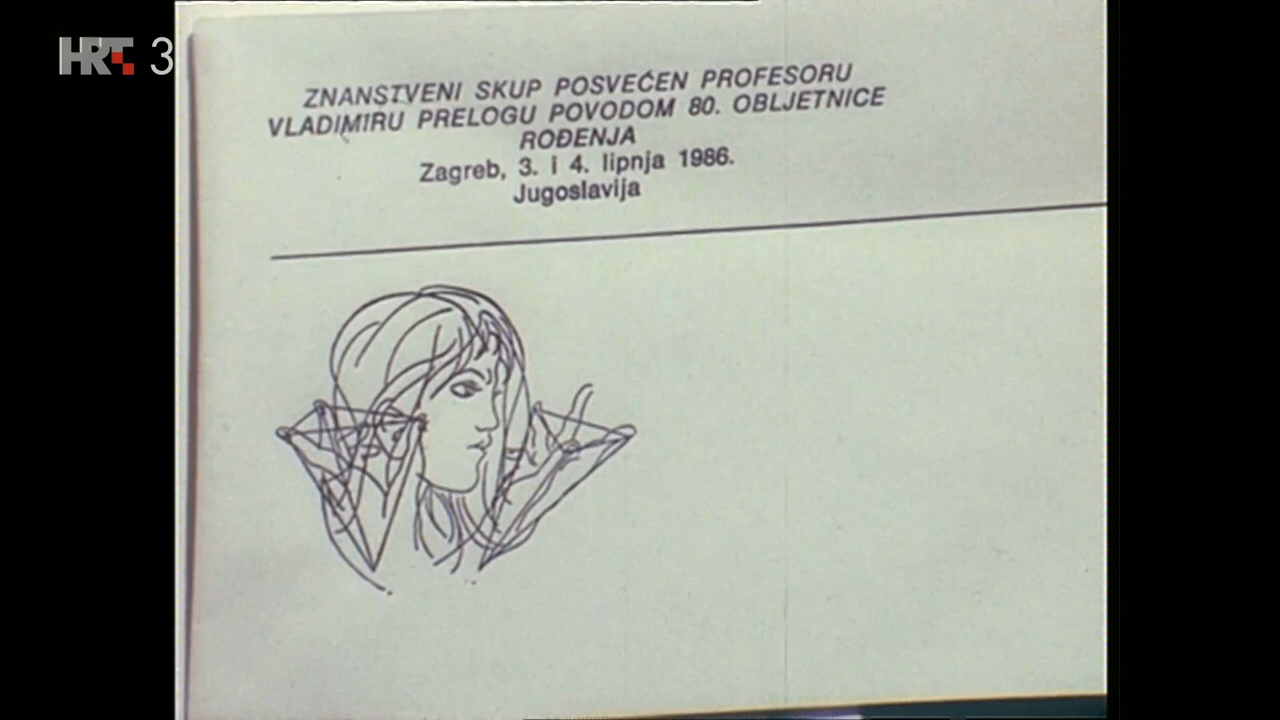 HRT 3
ZNANSTVENI SKUP POSVEĆEN PROFESORU
VLADIMIRU PRELOGU POVODOM 80. OBLJETNICE
ROĐENJA
Zagreb, 3. i 4. lipnja 1986.
Jugoslavija